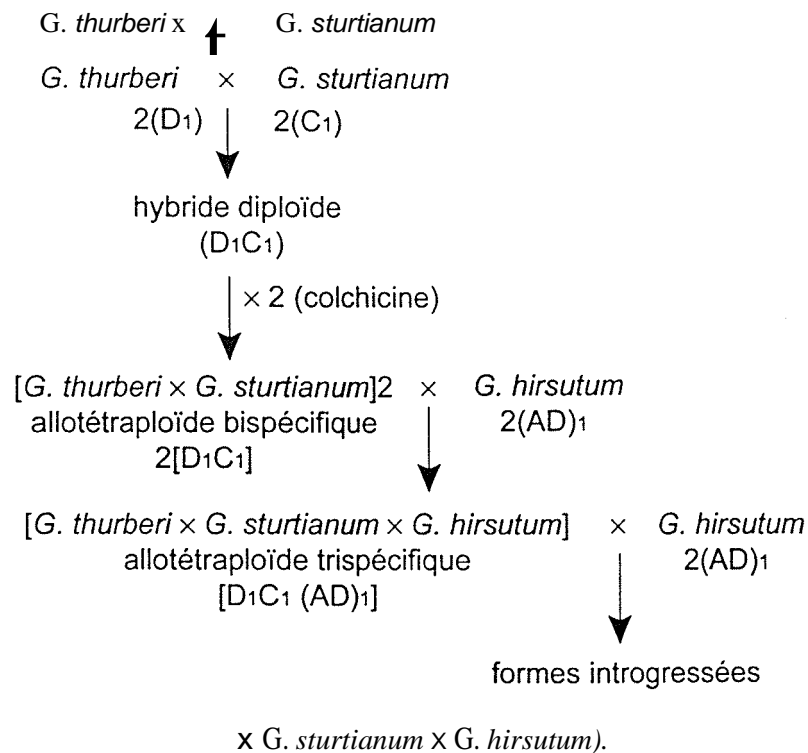 G. thurberi x G. sturtianum
G. thurberi × G. sturtianum
2(D1) 2(C1)
hybride diploïde
(D1C1)
× 2 (colchicine)
[G. thurberi × G. sturtianum]2 × G. hirsutum
allotétraploïde bispécifique 2(AD)1
2[D1C1]
[G. thurberi × G. sturtianum × G. hirsutum] × G. hirsutum
allotétraploïde trispécifique 2(AD)1
[D1C1 (AD)1]
formes introgressées
x G. sturtianum X G. hirsutum).